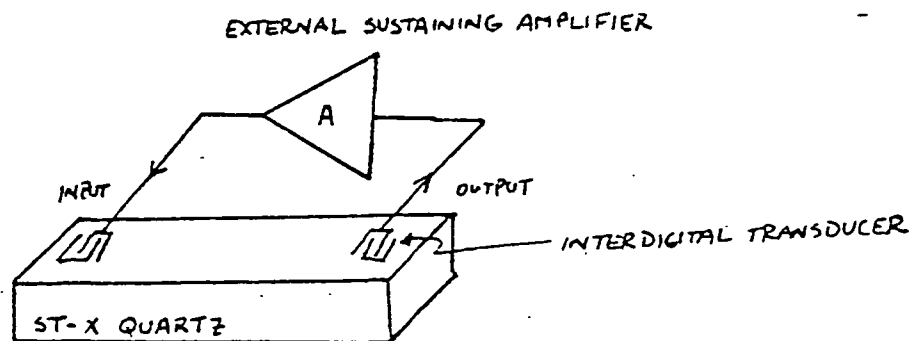 EXTERNAL SUSTAINING AMPLIFIER
A
INPUT
OUTPUT
INTERDIGITAL TRANSDUCER
ST-X QUARTZ